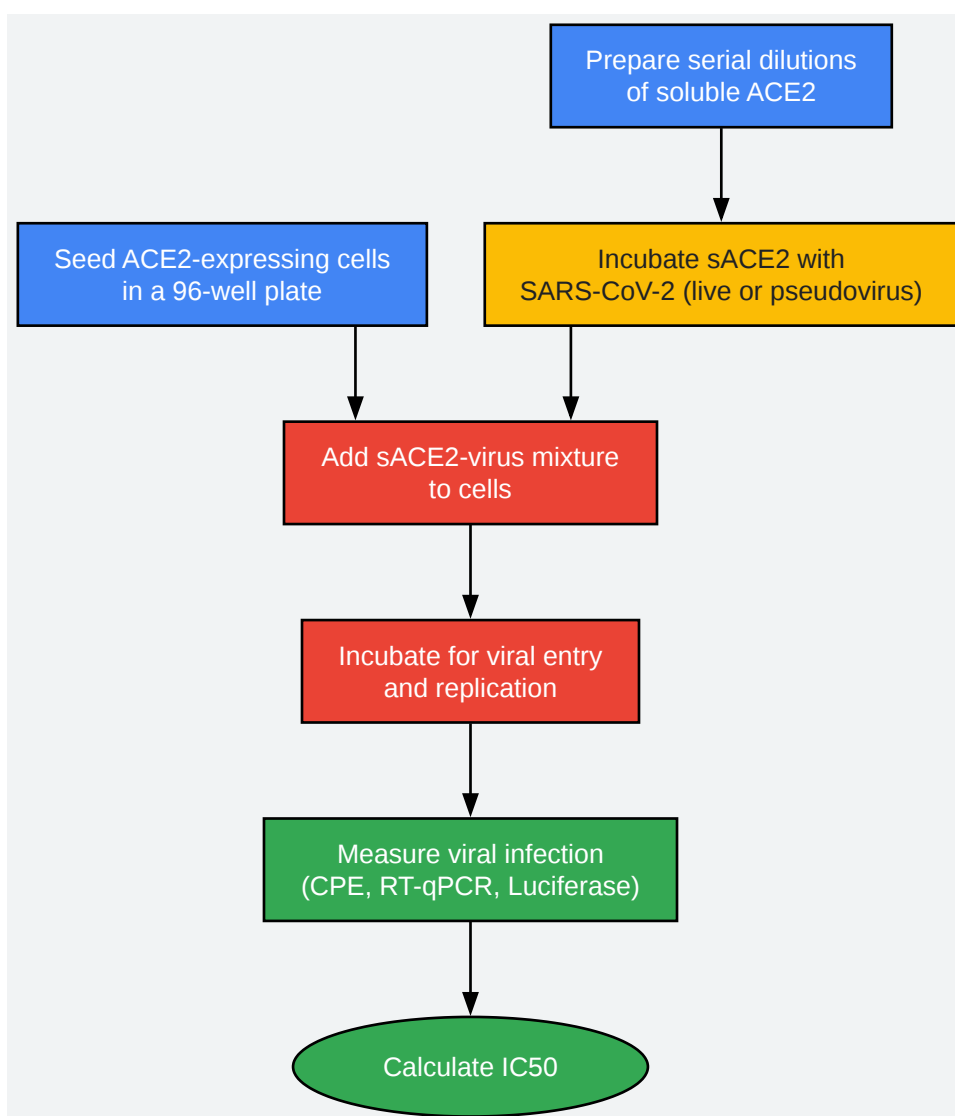 Prepare serial dilutions
of soluble ACE2
Seed ACE2-expressing cells
in a 96-well plate
Incubate sACE2 with
SARS-CoV-2 (live or pseudovirus)
Add sACE2-virus mixture
to cells
Incubate for viral entry
and replication
Measure viral infection
(CPE, RT-qPCR, Luciferase)
Calculate IC50